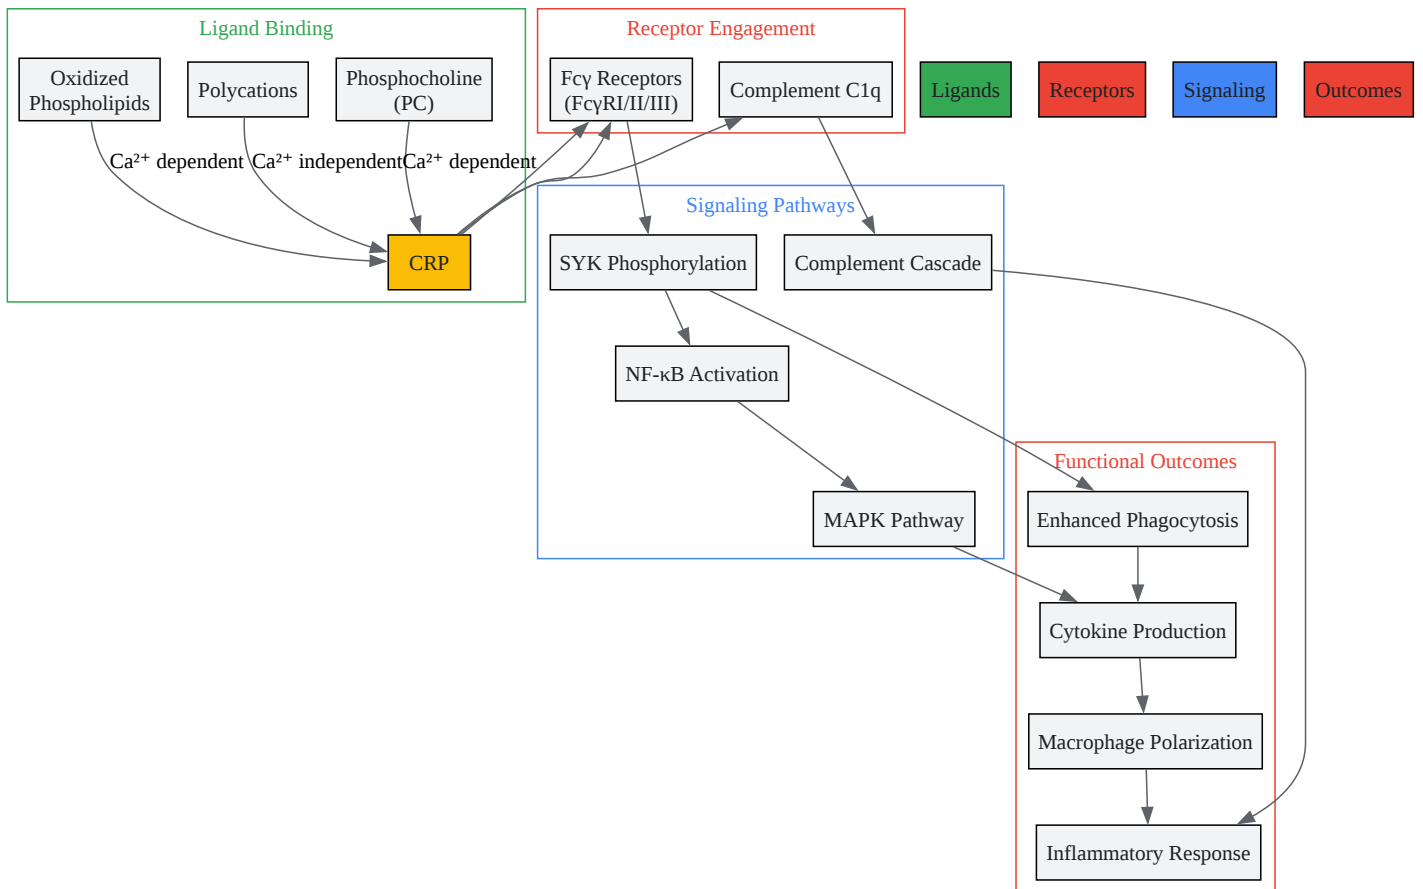 Ligand Binding
Receptor Engagement
Oxidized
Phospholipids
Polycations
Phosphocholine
(PC)
Fcγ Receptors
(FcγRI/II/III)
Complement C1q
Ligands
Receptors
Signaling
Outcomes
Ca²⁺ dependent
Ca²⁺ independent
Ca²⁺ dependent
Signaling Pathways
CRP
SYK Phosphorylation
Complement Cascade
NF-κB Activation
Functional Outcomes
MAPK Pathway
Enhanced Phagocytosis
Cytokine Production
Macrophage Polarization
Inflammatory Response